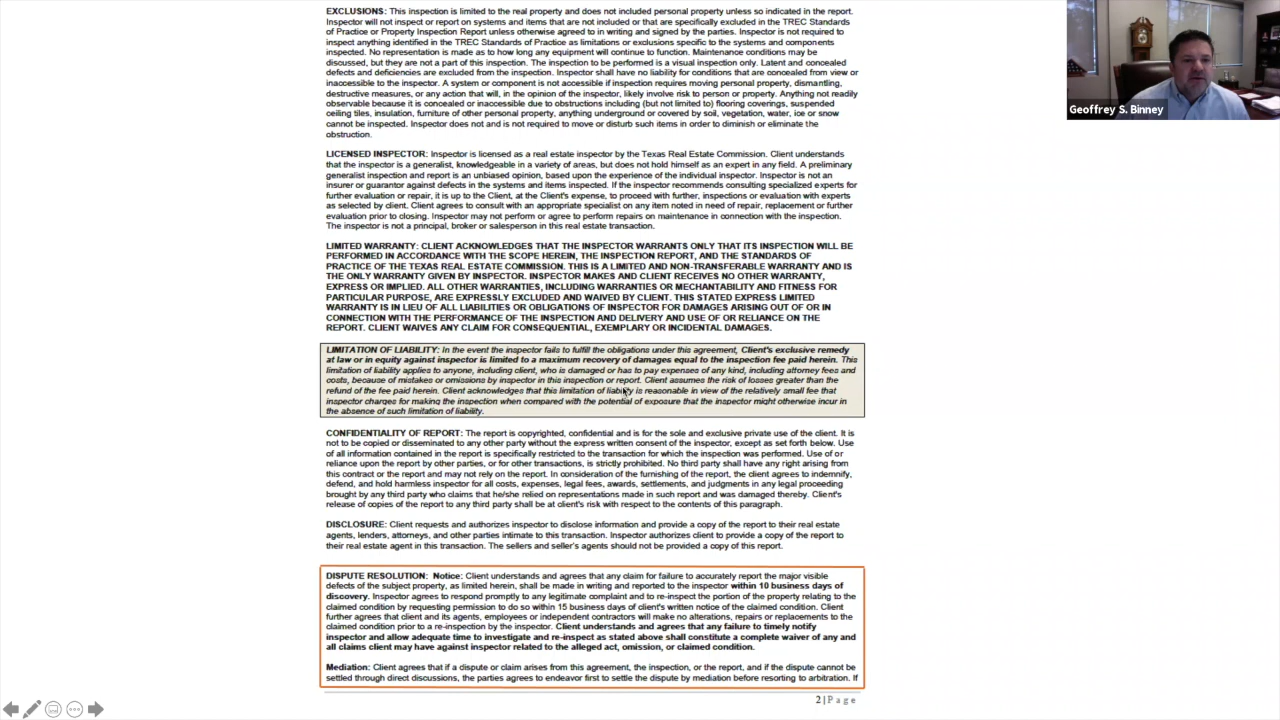 EXCLUSIONS: This inspection is limited to the real property and does not included personal property unless so indicated in the report.
Inspector will not inspect or report on systems and items that are not included or that are specifically excluded in the TREC Standards
of Practice or Property Inspection Report unless otherwise agreed to in writing and signed by the parties. Inspector is not required to
inspect anything identified in the TREC Standards of Practice as limitations or exclusions specific to the systems and components
inspected. No representation is made as to how long any equipment will continue to function. Maintenance conditions may be
discussed, but they are not a part of this inspection. The inspection to be performed is a visual inspection only. Latent and concealed
defects and deficiencies are excluded from the inspection. Inspector shall have no liability for conditions that are concealed from view or
inaccessible to the inspector. A system or component is not accessible if inspection requires moving personal property, dismantling,
destructive measures, or any action that will, in the opinion of the inspector, likely involve risk to person or property. Anything not readily
observable because it is concealed or inaccessible due to obstructions including (but not limited to) flooring coverings, suspended
ceiling tiles, insulation, furniture of other personal property, anything underground or covered by soil, vegetation, water, ice or snow
cannot be inspected. Inspector does not and is not required to move or disturb such items in order to diminish or eliminate the
obstruction.
LICENSED INSPECTOR: Inspector is licensed as a real estate inspector by the Texas Real Estate Commission. Client understands
that the inspector is a generalist, knowledgeable in a variety of areas, but does not hold himself as an expert in any field. A preliminary
generalist inspection and report is an unbiased opinion, based upon the experience of the individual inspector. Inspector is not an
insurer or guarantor against defects in the systems and items inspected. If the inspector recommends consulting specialized experts for
further evaluation or repair, it is up to the Client, at the Client's expense, to proceed with further, inspections or evaluation with experts
as selected by client. Client agrees to consult with an appropriate specialist on any item noted in need of repair, replacement or further
evaluation prior to closing. Inspector may not perform or agree to perform repairs on maintenance in connection with the inspection.
The inspector is not a principal, broker or salesperson in this real estate transaction.
LIMITED WARRANTY: CLIENT ACKNOWLEDGES THAT THE INSPECTOR WARRANTS ONLY THAT ITS INSPECTION WILL BE
PERFORMED IN ACCORDANCE WITH THE SCOPE HEREIN, THE INSPECTION REPORT, AND THE STANDARDS OF
PRACTICE OF THE TEXAS REAL ESTATE COMMISSION. THIS IS A LIMITED AND NON-TRANSFERABLE WARRANTY AND IS
THE ONLY WARRANTY GIVEN BY INSPECTOR. INSPECTOR MAKES AND CLIENT RECEIVES NO OTHER WARRANTY,
EXPRESS OR IMPLIED. ALL OTHER WARRANTIES, INCLUDING WARRANTIES OR MECHANTABILITY AND FITNESS FOR
PARTICULAR PURPOSE, ARE EXPRESSLY EXCLUDED AND WAIVED BY CLIENT. THIS STATED EXPRESS LIMITED
WARRANTY IS IN LIEU OF ALL LIABILITIES OR OBLIGATIONS OF INSPECTOR FOR DAMAGES ARISING OUT OF OR IN
CONNECTION WITH THE PERFORMANCE OF THE INSPECTION AND DELIVERY AND USE OF OR RELIANCE ON THE
REPORT. CLIENT WAIVES ANY CLAIM FOR CONSEQUENTIAL, EXEMPLARY OR INCIDENTAL DAMAGES.
LIMITATION OF LIABILITY: In the event the inspector fails to fulfill the obligations under this agreement, Client's exclusive remedy
at law or in equity against inspector is limited to a maximum recovery of damages equal to the inspection fee paid herein. This
limitation of liability applies to anyone, including client, who is damaged or has to pay expenses of any kind, including attorney fees and
costs, because of mistakes or omissions by inspector in this inspection or report. Client assumes the risk of losses greater than the
refund of the fee paid herein. Client acknowledges that this limitation of liability is reasonable in view of the relatively small fee that
inspector charges for making the inspection when compared with the potential of exposure that the inspector might otherwise incur in
the absence of such limitation of liability.
CONFIDENTIALITY OF REPORT: The report is copyrighted, confidential and is for the sole and exclusive private use of the client. It is
not to be copied or disseminated to any other party without the express written consent of the inspector, except as set forth below. Use
of all information contained in the report is specifically restricted to the transaction for which the inspection was performed. Use of or
reliance upon the report by other parties, or for other transactions, is strictly prohibited. No third party shall have any right arising from
this contract or the report and may not rely on the report. In consideration of the furnishing of the report, the client agrees to indemnify,
defend, and hold harmless inspector for all costs, expenses, legal fees, awards, settlements, and judgments in any legal proceeding
brought by any third party who claims that he/she relied on representations made in such report and was damaged thereby. Client's
release of copies of the report to any third party shall be at client's risk with respect to the contents of this paragraph.
DISCLOSURE: Client requests and authorizes inspector to disclose information and provide a copy of the report to their real estate
agents, lenders, attorneys, and other parties intimate to this transaction. Inspector authorizes client to provide a copy of the report to
their real estate agent in this transaction. The sellers and seller's agents should not be provided a copy of this report.
DISPUTE RESOLUTION: Notice: Client understands and agrees that any claim for failure to accurately report the major visible
defects of the subject property, as limited herein, shall be made in writing and reported to the inspector within 10 business days of
discovery. Inspector agrees to respond promptly to any legitimate complaint and to re-inspect the portion of the property relating to the
claimed condition by requesting permission to do so within 15 business days of client's written notice of the claimed condition. Client
further agrees that client and its agents, employees or independent contractors will make no alterations, repairs or replacements to the
claimed condition prior to a re-inspection by the inspector. Client understands and agrees that any failure to timely notify
inspector and allow adequate time to investigate and re-inspect as stated above shall constitute a complete waiver of any and
all claims client may have against inspector related to the alleged act, omission, or claimed condition.
Mediation: Client agrees that if a dispute or claim arises from this agreement, the inspection, or the report, and if the dispute cannot be
settled through direct discussions, the parties agrees to endeavor first to settle the dispute by mediation before resorting to arbitration. If
2 | Page
Geoffrey S. Binney